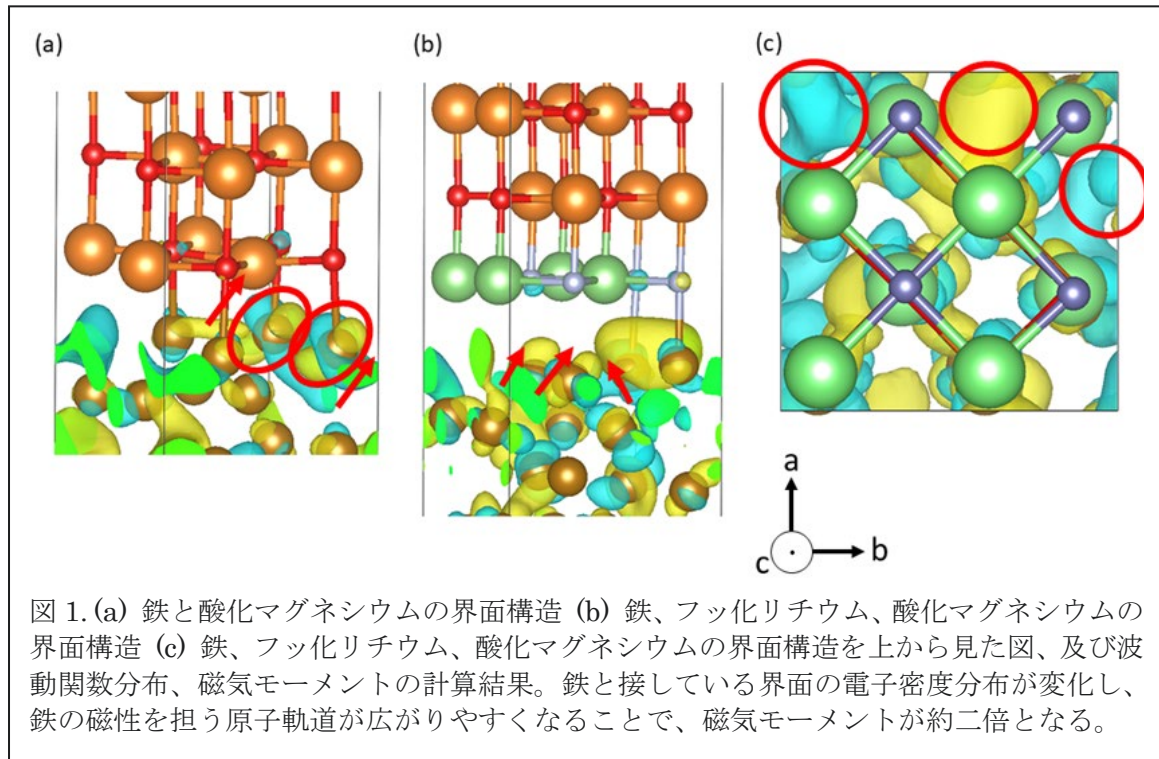 (a)
(b)
(c)
a
c
b
図 1. (a) 鉄と酸化マグネシウムの界面構造 (b) 鉄、フッ化リチウム、酸化マグネシウムの
界面構造 (c) 鉄、フッ化リチウム、酸化マグネシウムの界面構造を上から見た図、及び波
動関数分布、磁気モーメントの計算結果。鉄と接している界面の電子密度分布が変化し、
鉄の磁性を担う原子軌道が広がりやすくなることで、磁気モーメントが約二倍となる。